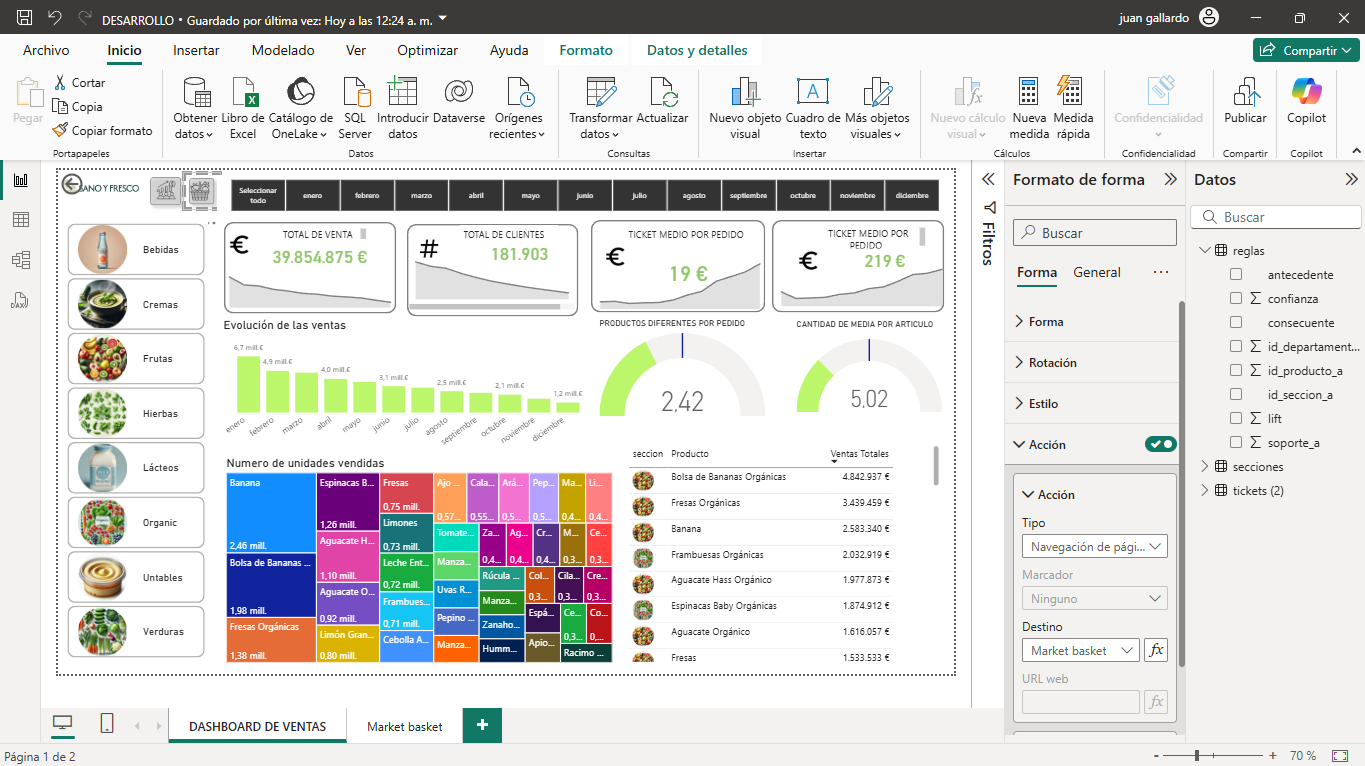 DESARROLLO • Guardado por última vez: Hoy a las 12:24 a. m.
juan gallardo
Archivo
Inicio
Insertar
Modelado
Ver
Optimizar
Ayuda
Formato
Datos y detalles
Compartir
Pegar
Cortar
Copia
Copiar formato
Portapapeles
Obtener datos
Libro de Excel
Catálogo de OneLake
SQL Server
Introducir datos
Dataverse
Orígenes recientes
Datos
Transformar datos
Actualizar
Consultas
Nuevo objeto visual
Cuadro de texto
Más objetos visuales
Insertar
Nuevo cálculo visual
Nueva medida
Medida rápida
Cálculos
Confidencialidad
Confidencialidad
Publicar
Compartir
Copilot
Copilot
DAX
ANO Y FRESCO
Seleccionar todo
enero
febrero
marzo
abril
mayo
junio
julio
agosto
septiembre
octubre
noviembre
diciembre
Bebidas
Cremas
Frutas
Hierbas
Lácteos
Organic
Untables
Verduras
€
TOTAL DE VENTA
39.854.875 €
#
TOTAL DE CLIENTES
181.903
€
TICKET MEDIO POR PEDIDO
19 €
€
TICKET MEDIO POR PEDIDO
219 €
Evolución de las ventas
6,7 mill.€
4,9 mill.€
4,0 mill.€
3,1 mill.€
2,5 mill.€
2,1 mill.€
1,2 mill.€
enero
febrero
marzo
abril
mayo
junio
julio
agosto
septiembre
octubre
noviembre
diciembre
PRODUCTOS DIFERENTES POR PEDIDO
2,42
CANTIDAD DE MEDIA POR ARTICULO
5,02
Numero de unidades vendidas
Banana
2,46 mill.
Bolsa de Bananas ...
1,98 mill.
Fresas Orgánicas
1,38 mill.
Espinacas B...
1,26 mill.
Aguacate H...
1,10 mill.
Aguacate O...
0,92 mill.
Limón Gran...
0,80 mill.
Fresas
0,75 mill.
Limones
0,73 mill.
Leche Ent...
0,72 mill.
Frambues...
0,71 mill.
Cebolla A...
Ajo ...
0,57...
Tomate...
Manza...
Uvas R...
Pepino ...
Manza...
Cala...
0,55...
Ará...
0,5...
Pep...
0,5...
Ma...
0,4...
Li...
0,4...
Za...
0,4...
Ag...
0,4...
Cr...
0,4...
M...
0,3...
Ce...
0,3...
Rúcula ...
Manza...
Zanaho...
Humm...
Col...
0,3...
Cila...
0,3...
Cre...
0,3...
Espá...
Apio...
Ce...
0,3...
Co...
0,...
Racimo ...
seccion Producto Ventas Totales
Bolsa de Bananas Orgánicas 4.842.937 €
Fresas Orgánicas 3.439.459 €
Banana 2.583.340 €
Frambuesas Orgánicas 2.032.919 €
Aguacate Hass Orgánico 1.977.873 €
Espinacas Baby Orgánicas 1.874.912 €
Aguacate Orgánico 1.616.057 €
Fresas 1.533.533 €
Filtros
Formato de forma
Buscar
Forma
General
...
Forma
Rotación
Estilo
Acción
Acción
Tipo
Navegación de pági...
Marcador
Ninguno
Destino
Market basket
fx
URL web
fx
Datos
Buscar
reglas
antecedente
∑ confianza
consecuente
∑ id_departament...
∑ id_producto_a
id_seccion_a
∑ lift
∑ soporte_a
secciones
tickets (2)
DASHBOARD DE VENTAS
Market basket
+
Página 1 de 2
- + 70 %